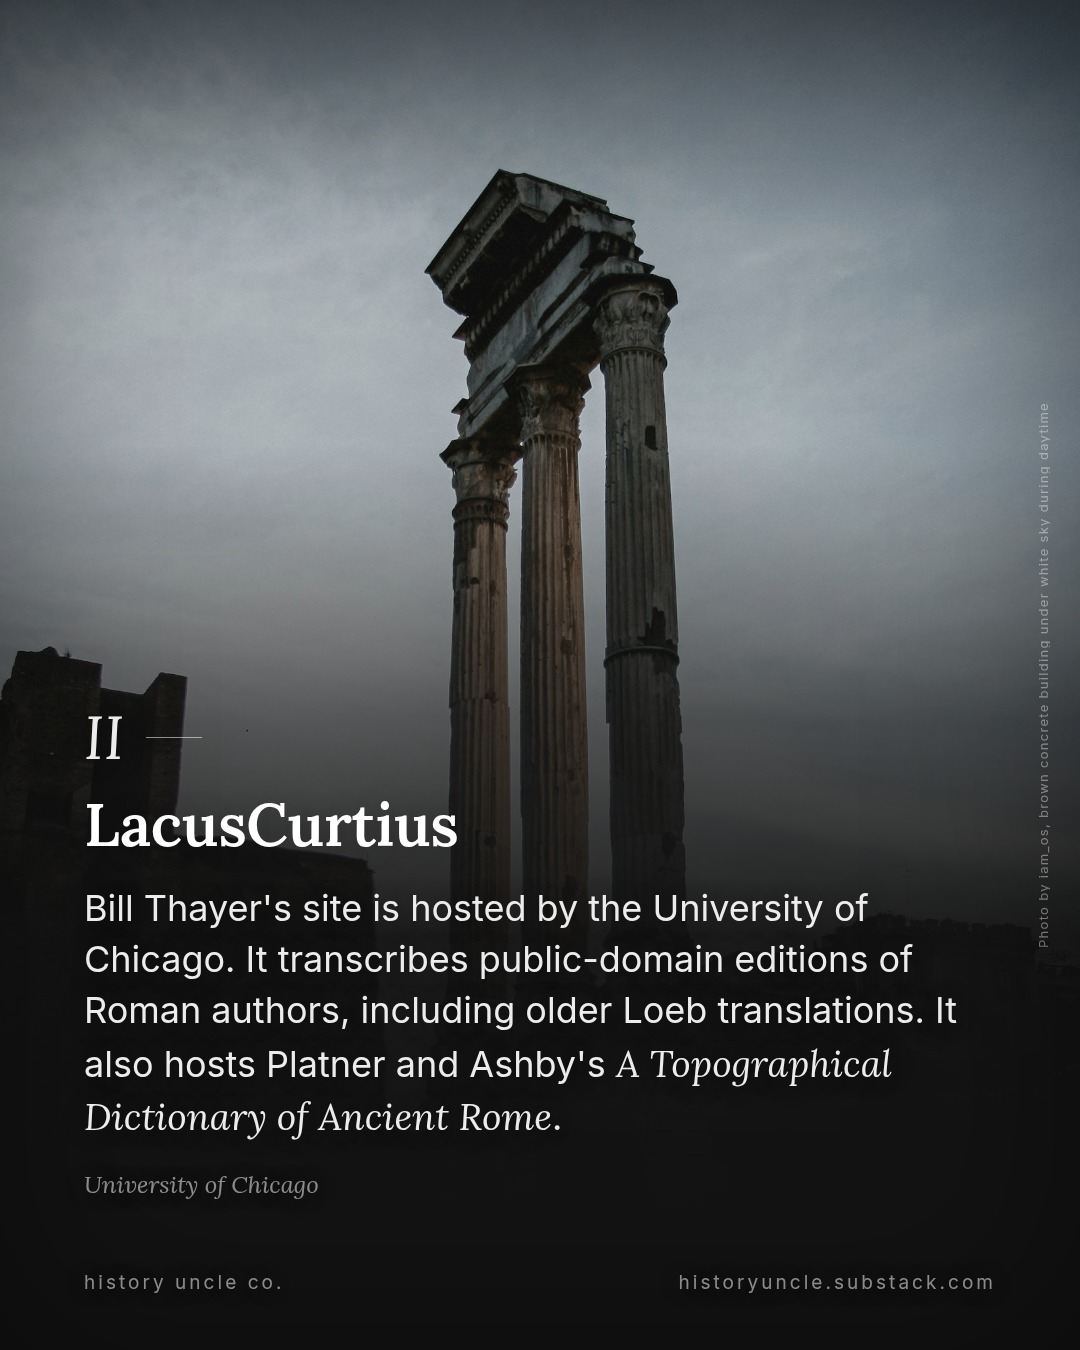 II
LacusCurtius
Bill Thayer's site is hosted by the University of
Chicago. It transcribes public-domain editions of
Roman authors, including older Loeb translations. It
also hosts Platner and Ashby's A Topographical
Dictionary of Ancient Rome.
University of Chicago
history uncle co.
historyuncle.substack.com
Photo by iam_os, brown concrete building under white sky during daytime